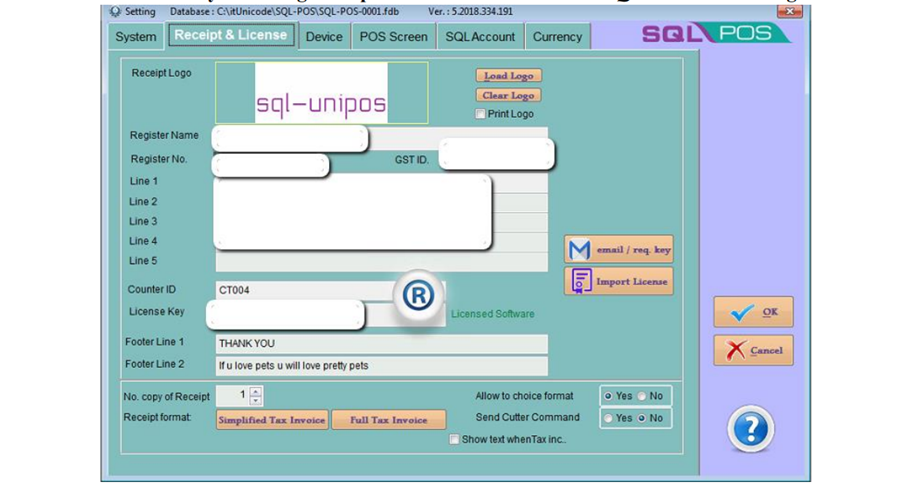 Setting Database : C:\itUnicode\SQL-POS\SQL-POS-0001.fdb Ver. : 5.2018.334.191
System Receipt & License Device POS Screen SQLAccount Currency SQL POS
Receipt Logo
sql-unipos
Load Logo
Clear Logo
Print Logo
Register Name
Register No. GST ID.
Line 1
Line 2
Line 3
Line 4
Line 5
email / req. key
Import License
Counter ID CT004
®
License Key Licensed Software
Footer Line 1 THANK YOU
Footer Line 2 If u love pets u will love pretty pets
OK
Cancel
No. copy of Receipt 1 Allow to choice format Yes No
Receipt format: Simplified Tax Invoice Full Tax Invoice Send Cutter Command Yes No
Show text whenTax inc..
?